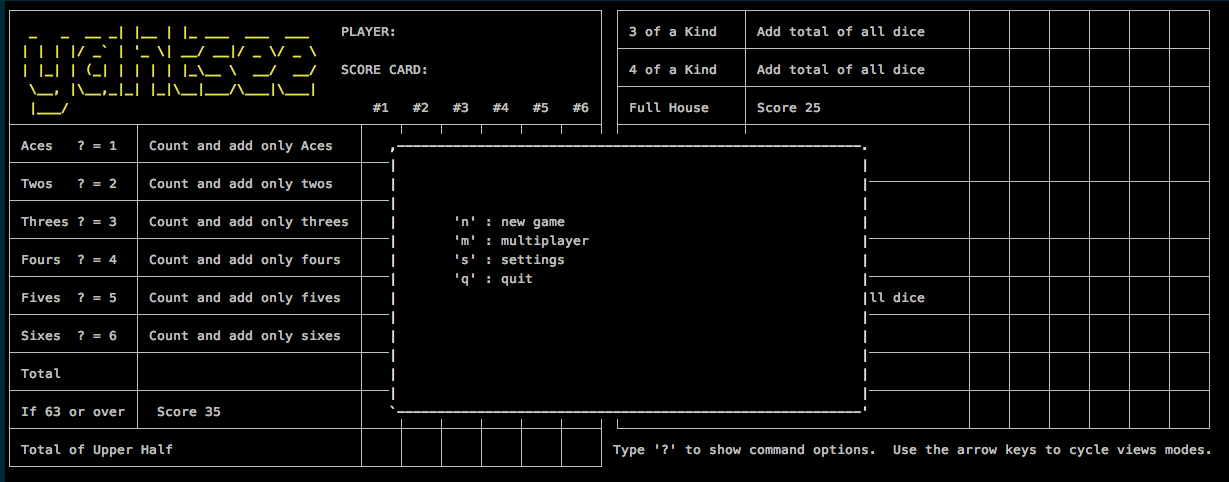 yahtzee
PLAYER:
SCORE CARD:
#1 #2 #3 #4 #5 #6
Aces ? = 1 Count and add only Aces
Twos ? = 2 Count and add only twos
Threes ? = 3 Count and add only threes
Fours ? = 4 Count and add only fours
Fives ? = 5 Count and add only fives
Sixes ? = 6 Count and add only sixes
Total
If 63 or over Score 35
Total of Upper Half
3 of a Kind Add total of all dice
4 of a Kind Add total of all dice
Full House Score 25
ll dice
'n' : new game
'm' : multiplayer
's' : settings
'q' : quit
Type '?' to show command options. Use the arrow keys to cycle views modes.